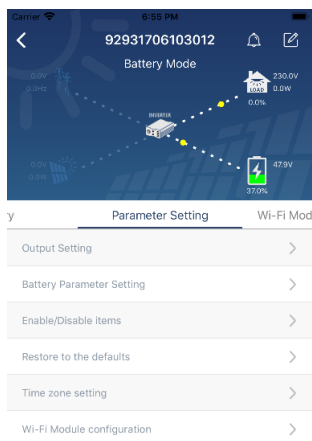 Carrier 6:55 PM
92931706103012
Battery Mode
0.0V
0.0Hz
230.0V
LOAD 0.0W
0.0%
INVERTER
0.0V
0.0W
47.9V
37.0%
ry Parameter Setting Wi-Fi Mod
Output Setting
Battery Parameter Setting
Enable/Disable items
Restore to the defaults
Time zone setting
Wi-Fi Module configuration